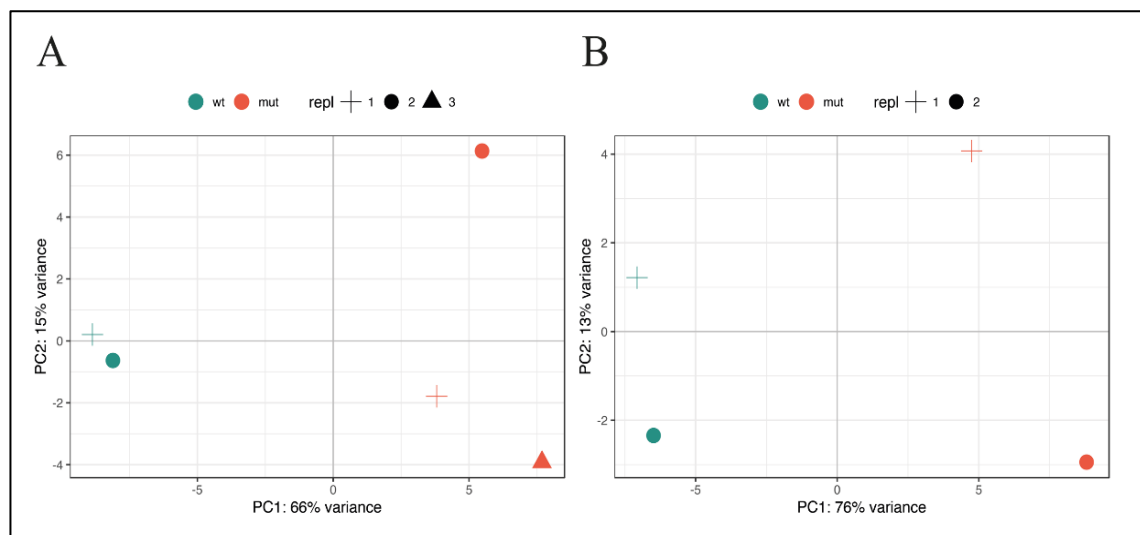 A
wt mut repl 1 2 3
6
4
2
0
-2
-4
PC2: 15% variance
-5 0 5
PC1: 66% variance
B
wt mut repl 1 2
4
2
0
-2
PC2: 13% variance
-5 0 5
PC1: 76% variance